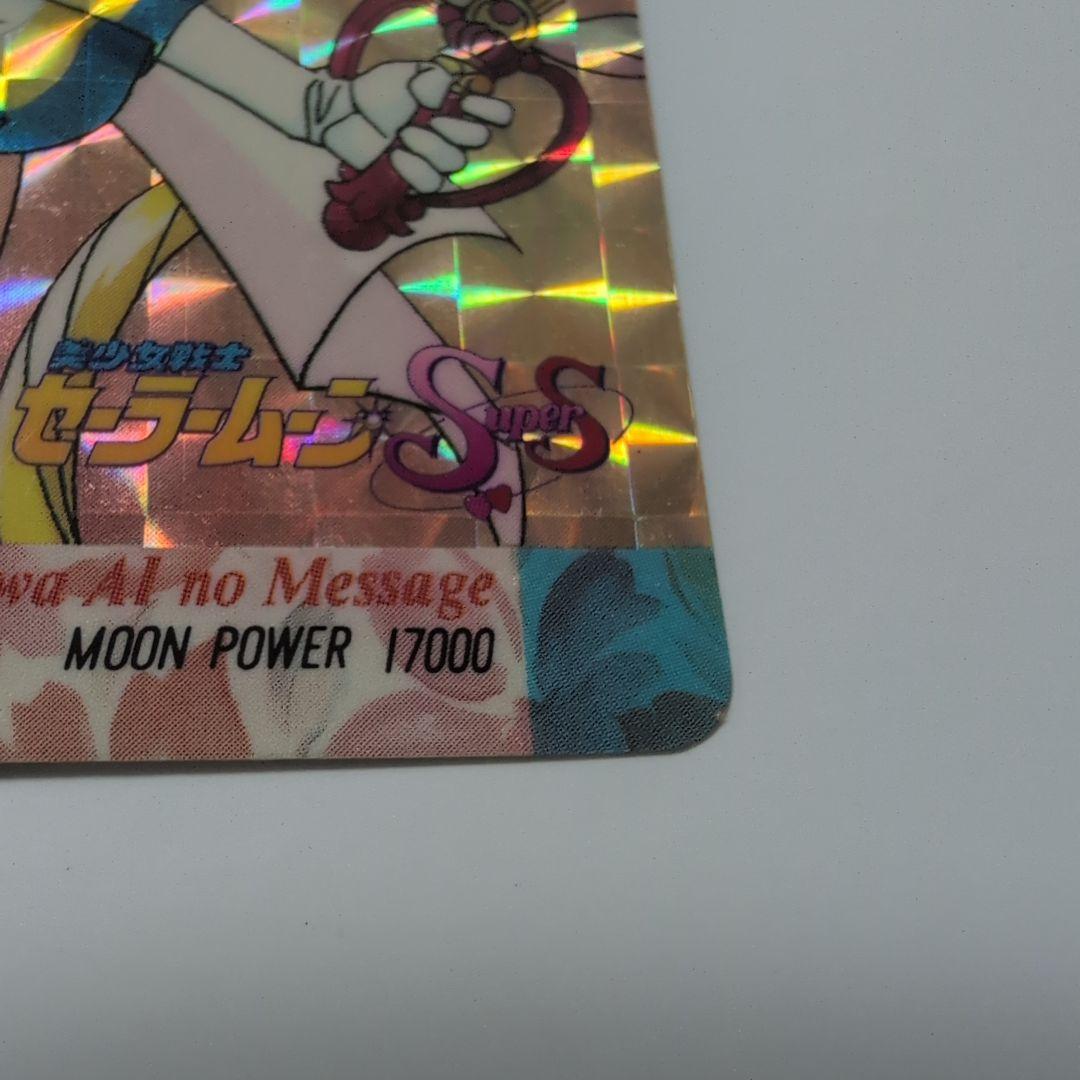 美少女戦士
セーラームーン SuperS
wa AI no Message
MOON POWER 17000